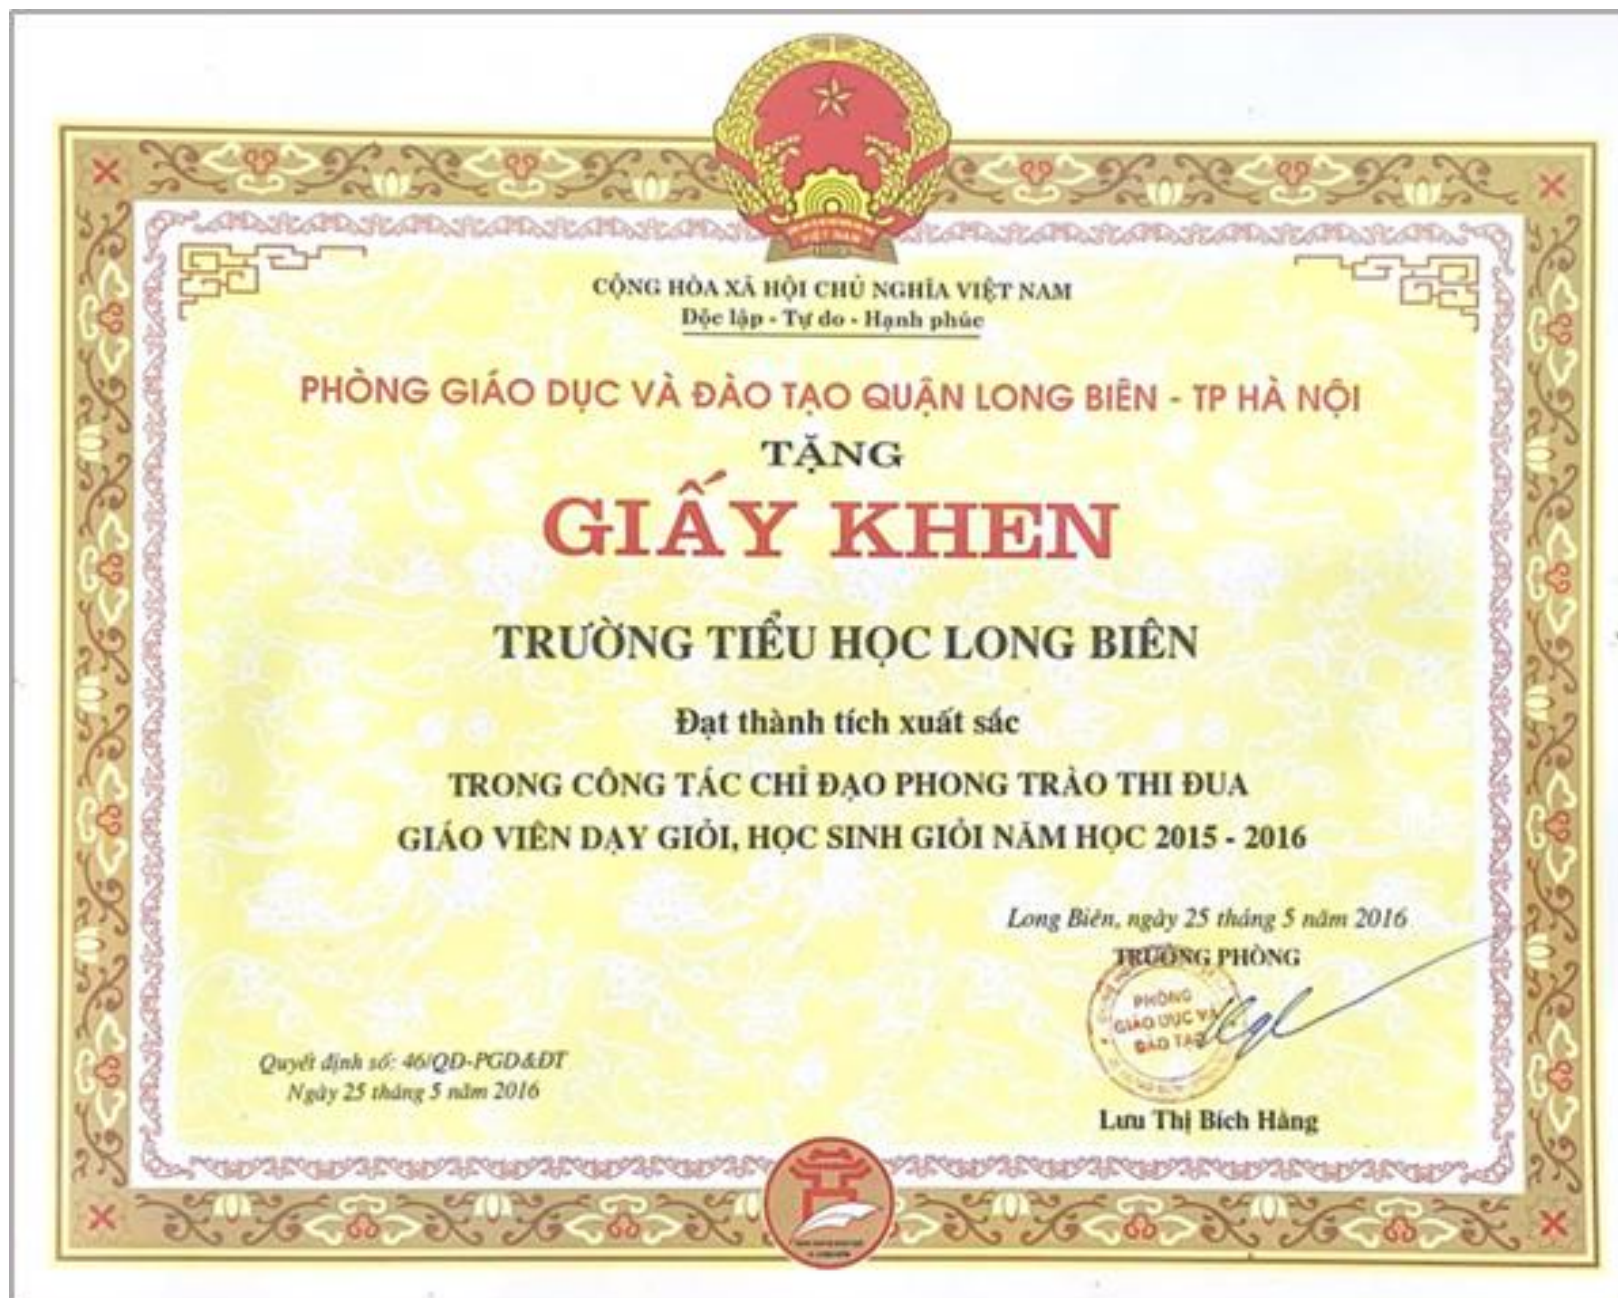 VIỆT NAM
CỘNG HÒA XÃ HỘI CHỦ NGHĨA VIỆT NAM
Độc lập - Tự do - Hạnh phúc
PHÒNG GIÁO DỤC VÀ ĐÀO TẠO QUẬN LONG BIÊN - TP HÀ NỘI
TẶNG
GIẤY KHEN
TRƯỜNG TIỂU HỌC LONG BIÊN
Đạt thành tích xuất sắc
TRONG CÔNG TÁC CHỈ ĐẠO PHONG TRÀO THI ĐUA
GIÁO VIÊN DẠY GIỎI, HỌC SINH GIỎI NĂM HỌC 2015 - 2016
Long Biên, ngày 25 tháng 5 năm 2016
TRƯỞNG PHÒNG
PHÒNG
GIÁO DỤC VÀ
ĐÀO TẠO
Quyết định số: 46/QD-PGD&ĐT
Ngày 25 tháng 5 năm 2016
Lưu Thị Bích Hằng